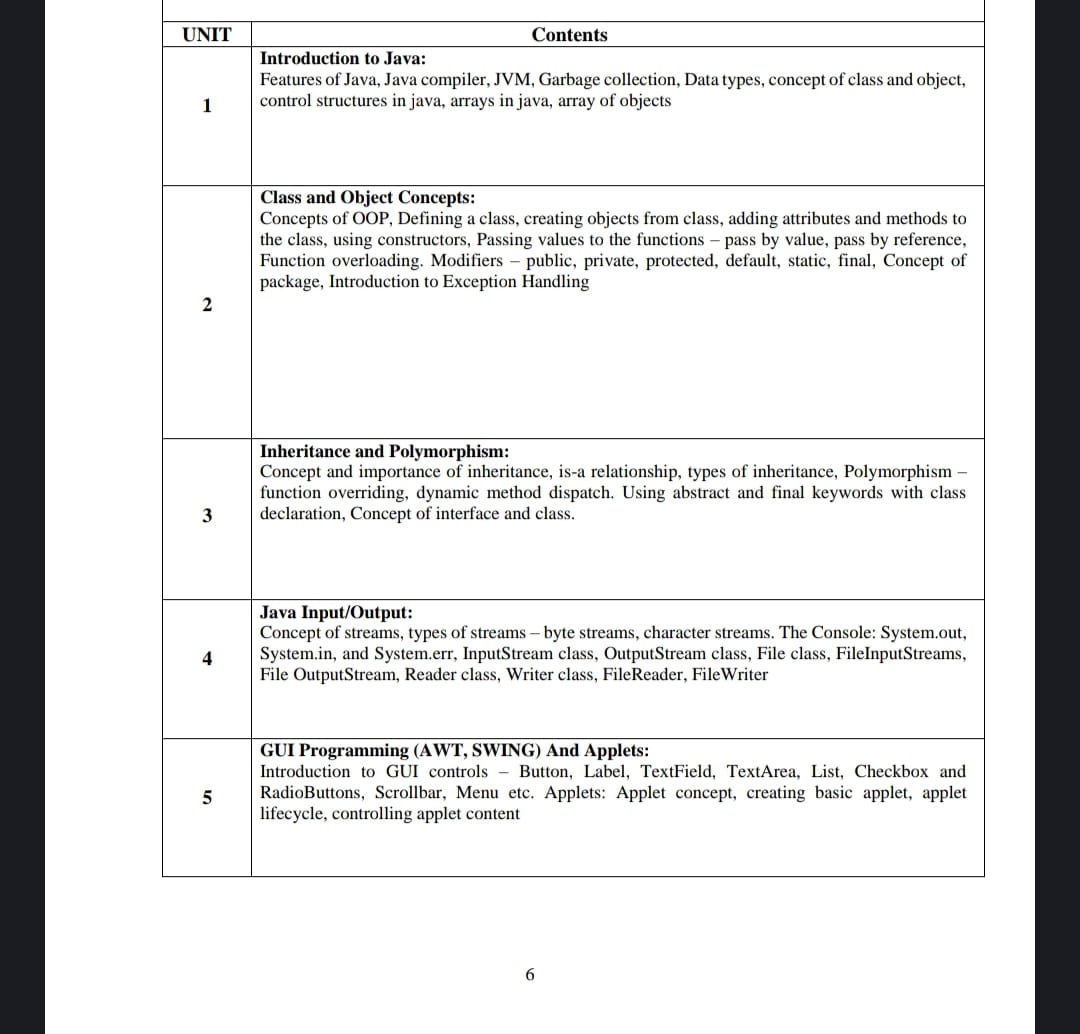 UNIT Contents
Introduction to Java:
Features of Java, Java compiler, JVM, Garbage collection, Data types, concept of class and object,
1 control structures in java, arrays in java, array of objects
Class and Object Concepts:
Concepts of OOP, Defining a class, creating objects from class, adding attributes and methods to
the class, using constructors, Passing values to the functions – pass by value, pass by reference,
Function overloading. Modifiers – public, private, protected, default, static, final, Concept of
package, Introduction to Exception Handling
2
Inheritance and Polymorphism:
Concept and importance of inheritance, is-a relationship, types of inheritance, Polymorphism –
function overriding, dynamic method dispatch. Using abstract and final keywords with class
3 declaration, Concept of interface and class.
Java Input/Output:
Concept of streams, types of streams – byte streams, character streams. The Console: System.out,
4 System.in, and System.err, InputStream class, OutputStream class, File class, FileInputStreams,
File OutputStream, Reader class, Writer class, FileReader, FileWriter
GUI Programming (AWT, SWING) And Applets:
Introduction to GUI controls – Button, Label, TextField, TextArea, List, Checkbox and
5 RadioButtons, Scrollbar, Menu etc. Applets: Applet concept, creating basic applet, applet
lifecycle, controlling applet content
6